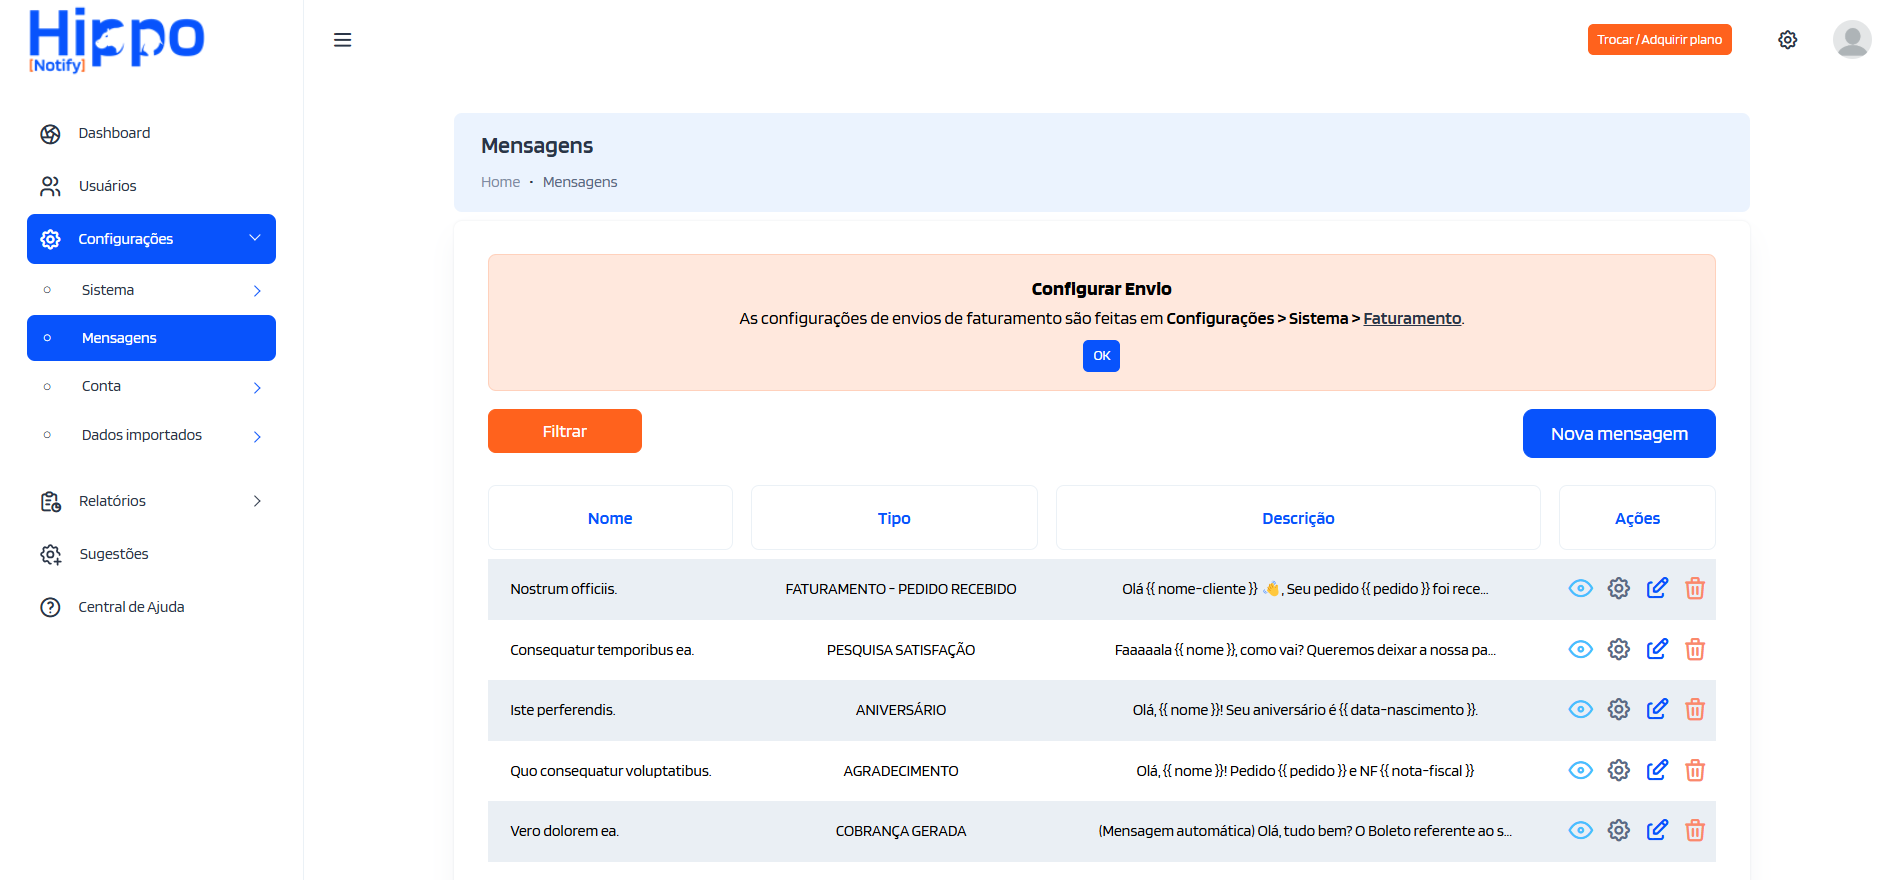 Hippo
[Notify]
Trocar / Adquirir plano
Dashboard
Usuários
Configurações
Sistema
Mensagens
Conta
Dados importados
Relatórios
Sugestões
Central de Ajuda
Mensagens
Home • Mensagens
Configurar Envio
As configurações de envios de faturamento são feitas em Configurações > Sistema > Faturamento.
OK
Filtrar
Nova mensagem
Nome Tipo Descrição Ações
Nostrum officiis. FATURAMENTO - PEDIDO RECEBIDO Olá {{ nome-cliente }} 👋, Seu pedido {{ pedido }} foi rece...
Consequatur temporibus ea. PESQUISA SATISFAÇÃO Faaaaala {{ nome }}, como vai? Queremos deixar a nossa pa...
Iste perferendis. ANIVERSÁRIO Olá, {{ nome }}! Seu aniversário é {{ data-nascimento }}.
Quo consequatur voluptatibus. AGRADECIMENTO Olá, {{ nome }}! Pedido {{ pedido }} e NF {{ nota-fiscal }}
Vero dolorem ea. COBRANÇA GERADA (Mensagem automática) Olá, tudo bem? O Boleto referente ao s...